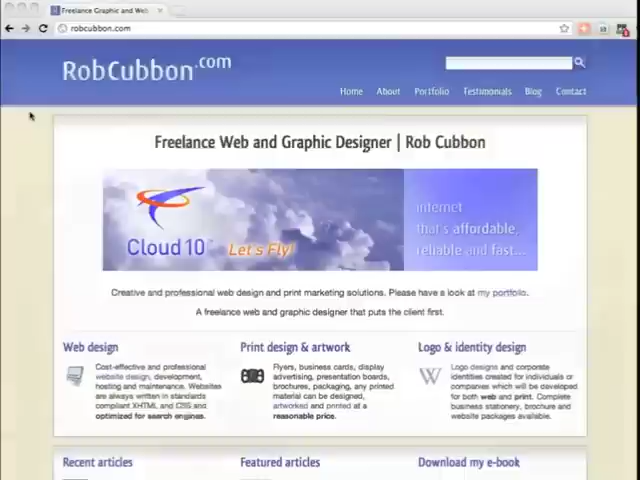 Freelance Graphic and Web
robcubbon.com
RobCubbon.com
Home About Portfolio Testimonials Blog Contact
Freelance Web and Graphic Designer | Rob Cubbon
Cloud10 Let's Fly!
internet
that's affordable,
reliable and fast...
Creative and professional web design and print marketing solutions. Please have a look at my portfolio.
A freelance web and graphic designer that puts the client first.
Web design
Cost-effective and professional
website design, development,
hosting and maintenance. Websites
are always written in standards
compliant XHTML and CSS and
optimized for search engines.
Print design & artwork
Flyers, business cards, display
advertising, presentation boards,
brochures, packaging, any printed
material can be designed,
artworked and printed at a
reasonable price.
Logo & identity design
W
Logo designs and corporate
identities created for individuals or
companies which will be developed
for both web and print. Complete
business stationery, brochure and
website packages available.
Recent articles
Featured articles
Download my e-book